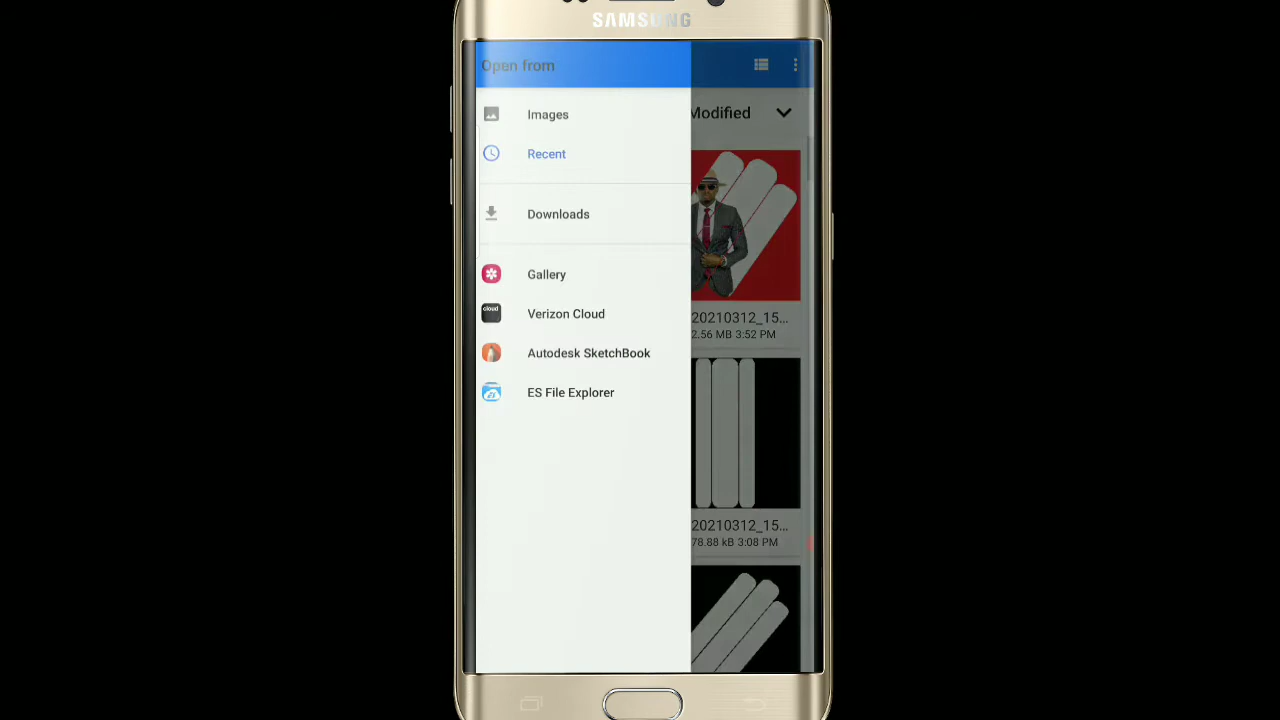 SAMSUNG
Open from
Images
Recent
Downloads
Gallery
cloud
Verizon Cloud
Autodesk SketchBook
ES File Explorer
Modified
20210312_15...
2.56 MB 3:52 PM
20210312_15...
78.88 kB 3:08 PM